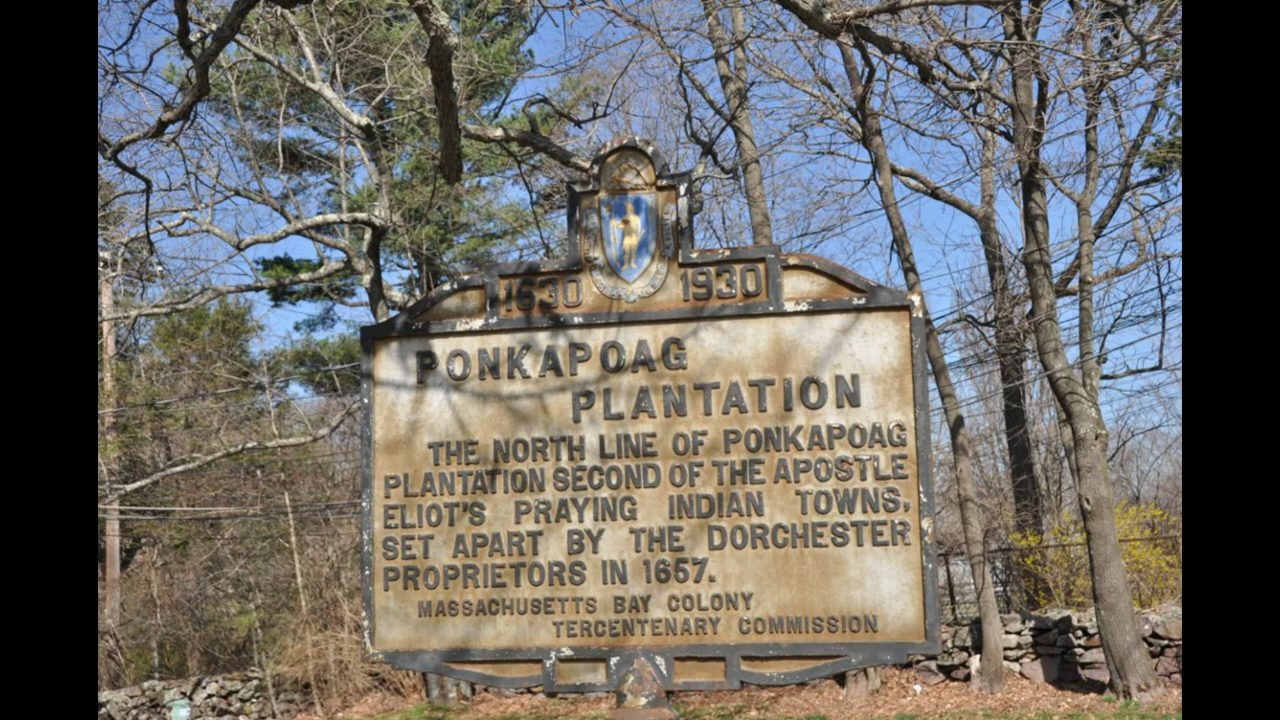 1630 1930
PONKAPOAG
PLANTATION
THE NORTH LINE OF PONKAPOAG
PLANTATION SECOND OF THE APOSTLE
ELIOT'S PRAYING INDIAN TOWNS,
SET APART BY THE DORCHESTER
PROPRIETORS IN 1657.
MASSACHUSETTS BAY COLONY
TERCENTENARY COMMISSION